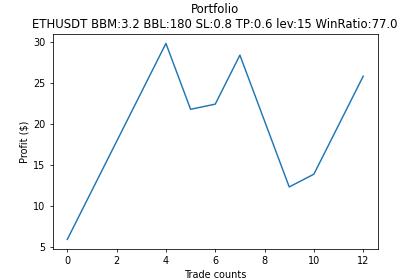 Portfolio
ETHUSDT BBM:3.2 BBL:180 SL:0.8 TP:0.6 lev:15 WinRatio:77.0
30
25
20
15
10
5
Profit ($)
0 2 4 6 8 10 12
Trade counts